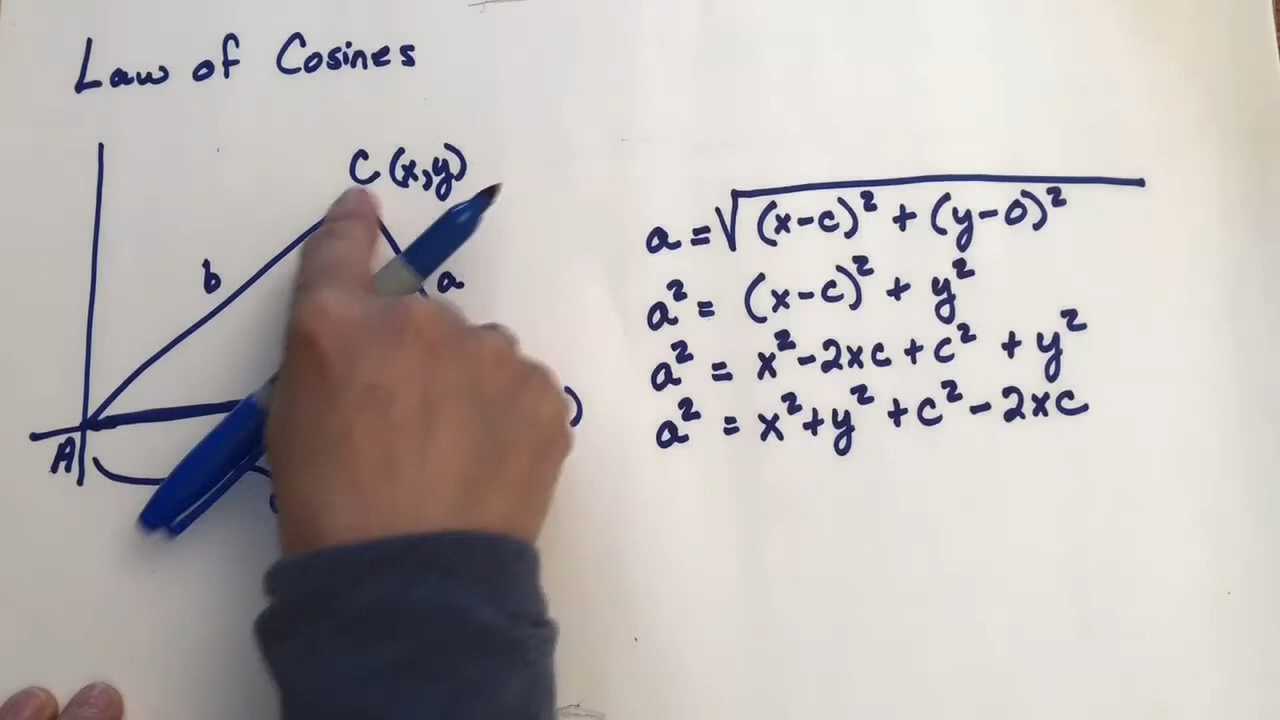 Law of Cosines
C (x,y)
b
a
A
)
a = √(x-c)² + (y-0)²
a² = (x-c)² + y²
a² = x² - 2xc + c² + y²
a² = x² + y² + c² - 2xc